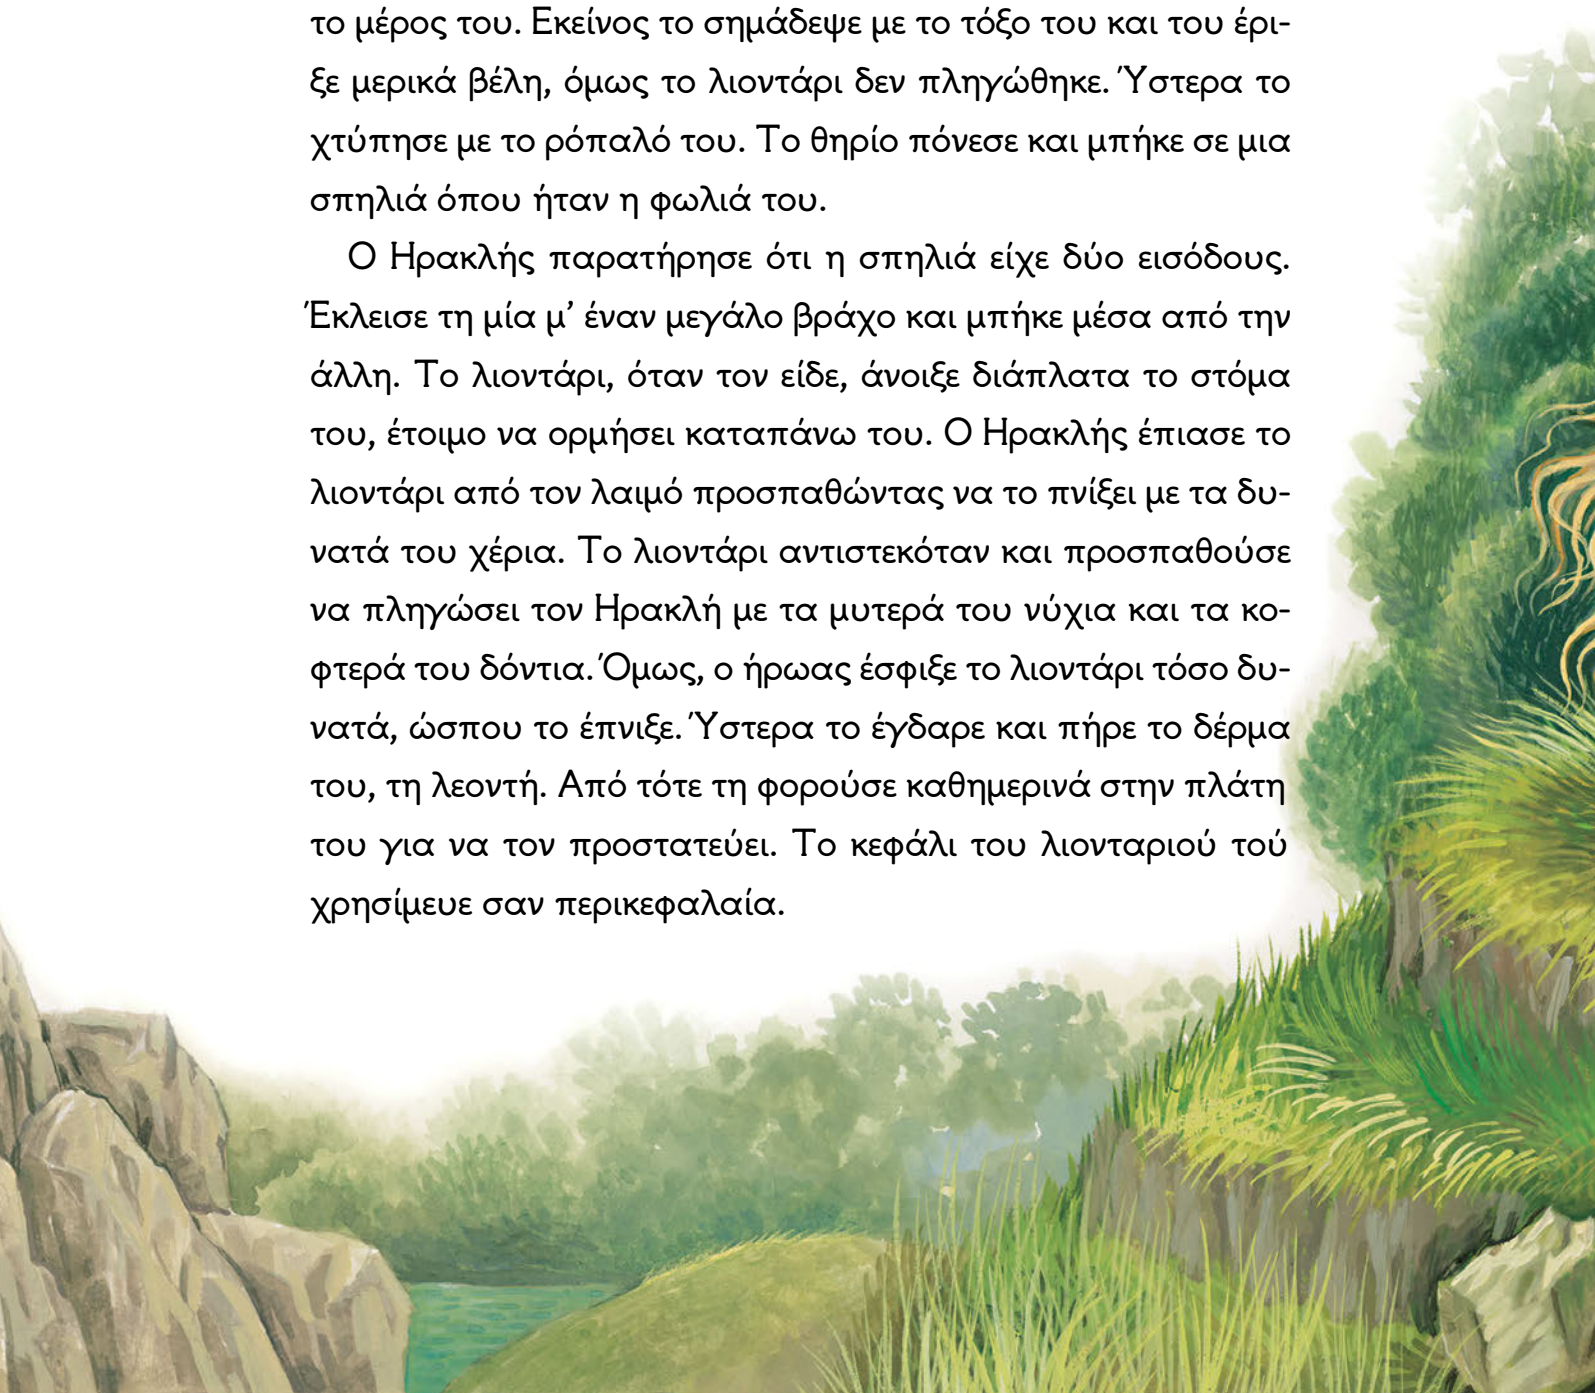 το μέρος του. Εκείνος το σημάδεψε με το τόξο του και του έρι-
ξε μερικά βέλη, όμως το λιοντάρι δεν πληγώθηκε. Ύστερα το
χτύπησε με το ρόπαλό του. Το θηρίο πόνεσε και μπήκε σε μια
σπηλιά όπου ήταν η φωλιά του.
Ο Ηρακλής παρατήρησε ότι η σπηλιά είχε δύο εισόδους.
Έκλεισε τη μία μ’ έναν μεγάλο βράχο και μπήκε μέσα από την
άλλη. Το λιοντάρι, όταν τον είδε, άνοιξε διάπλατα το στόμα
του, έτοιμο να ορμήσει καταπάνω του. Ο Ηρακλής έπιασε το
λιοντάρι από τον λαιμό προσπαθώντας να το πνίξει με τα δυ-
νατά του χέρια. Το λιοντάρι αντιστεκόταν και προσπαθούσε
να πληγώσει τον Ηρακλή με τα μυτερά του νύχια και τα κο-
φτερά του δόντια. Όμως, ο ήρωας έσφιξε το λιοντάρι τόσο δυ-
νατά, ώσπου το έπνιξε. Ύστερα το έγδαρε και πήρε το δέρμα
του, τη λεοντή. Από τότε τη φορούσε καθημερινά στην πλάτη
του για να τον προστατεύει. Το κεφάλι του λιονταριού τού
χρησίμευε σαν περικεφαλαία.